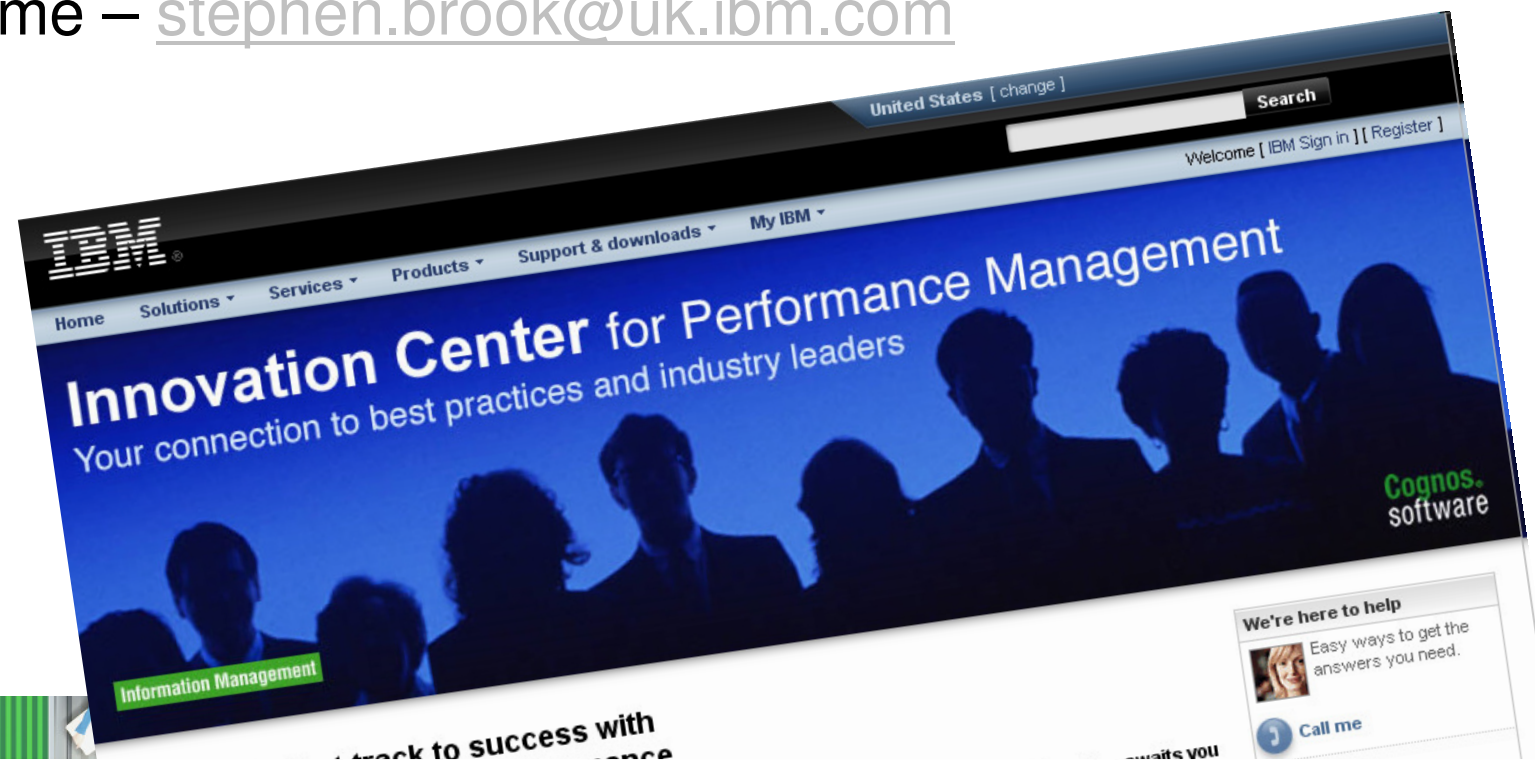 me – stephen.brook@uk.ibm.com
United States [ change ]
Search
Welcome [ IBM Sign in ] [ Register ]
IBM®
Home Solutions Services Products Support & downloads My IBM
Innovation Center for Performance Management
Your connection to best practices and industry leaders
Cognos®
software
Information Management
We're here to help
Easy ways to get the
answers you need.
Call me
track to success with
awaits you